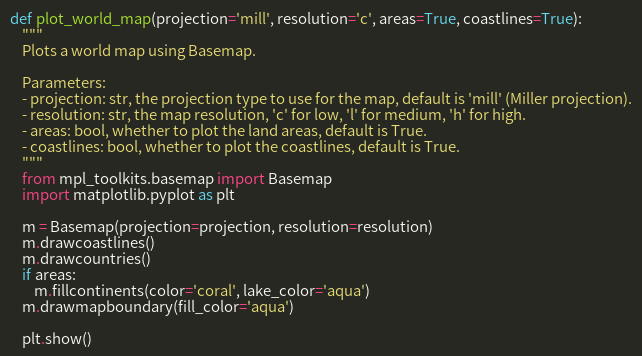 def plot_world_map(projection='mill', resolution='c', areas=True, coastlines=True):
"""
Plots a world map using Basemap.
Parameters:
- projection: str, the projection type to use for the map, default is 'mill' (Miller projection).
- resolution: str, the map resolution, 'c' for low, 'l' for medium, 'h' for high.
- areas: bool, whether to plot the land areas, default is True.
- coastlines: bool, whether to plot the coastlines, default is True.
"""
from mpl_toolkits.basemap import Basemap
import matplotlib.pyplot as plt
m = Basemap(projection=projection, resolution=resolution)
m.drawcoastlines()
m.drawcountries()
if areas:
m.fillcontinents(color='coral', lake_color='aqua')
m.drawmapboundary(fill_color='aqua')
plt.show()